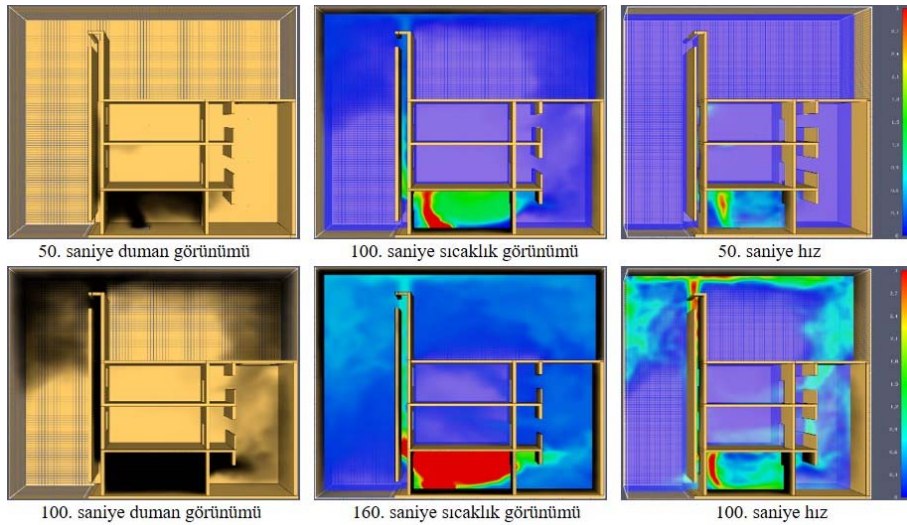 50. saniye duman görünümü
100. saniye sıcaklık görünümü
50. saniye hız
100. saniye duman görünümü
160. saniye sıcaklık görünümü
100. saniye hız